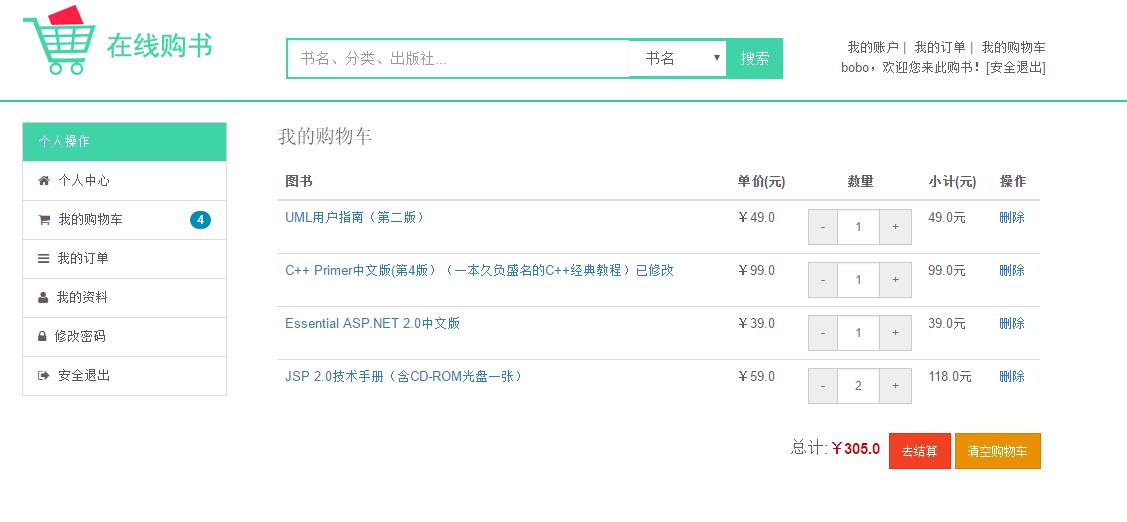 在线购书
书名、分类、出版社... 书名 搜索
我的账户 | 我的订单 | 我的购物车
bobo，欢迎您来此购书! [安全退出]
个人操作
个人中心
我的购物车 4
我的订单
我的资料
修改密码
安全退出
我的购物车
图书 单价(元) 数量 小计(元) 操作
UML用户指南（第二版） ￥49.0 - 1 + 49.0元 删除
C++ Primer中文版(第4版）（一本久负盛名的C++经典教程）已修改 ￥99.0 - 1 + 99.0元 删除
Essential ASP.NET 2.0中文版 ￥39.0 - 1 + 39.0元 删除
JSP 2.0技术手册（含CD-ROM光盘一张） ￥59.0 - 2 + 118.0元 删除
总计: ￥305.0 去结算 清空购物车